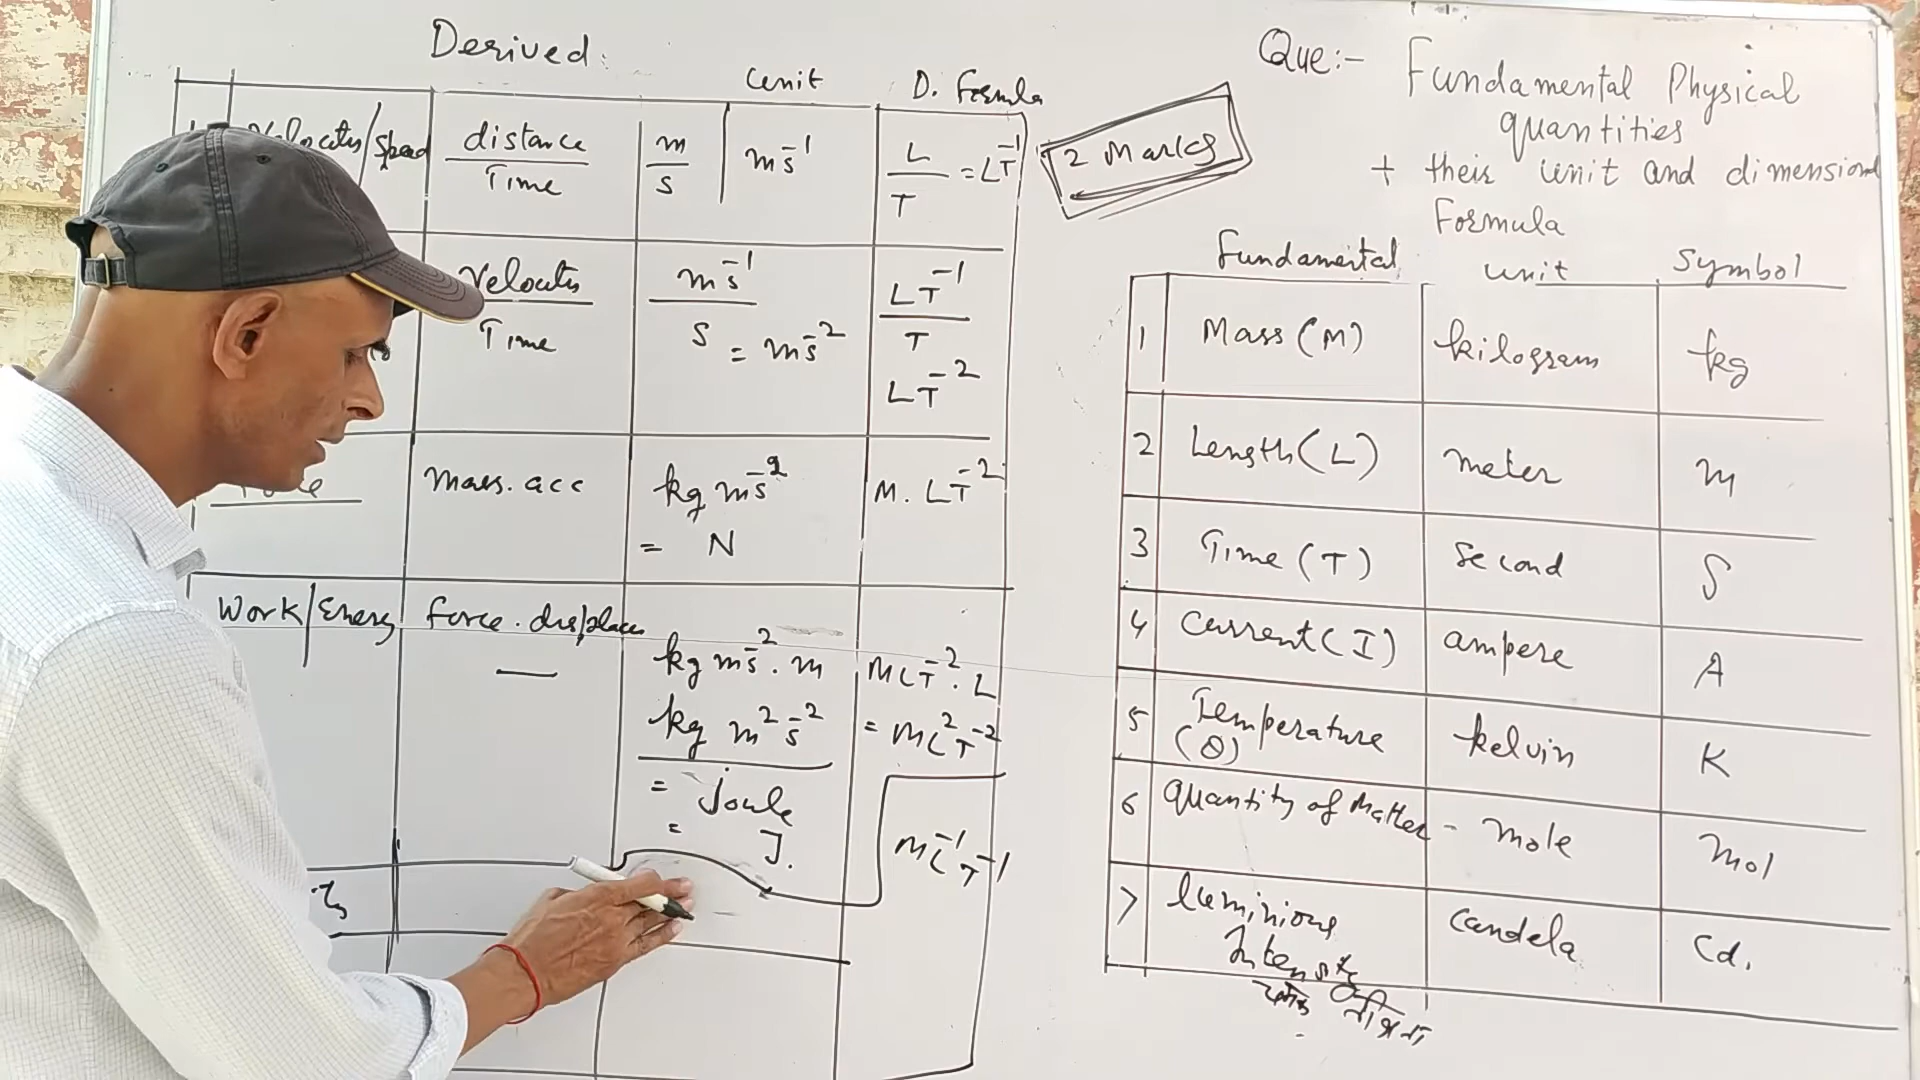 Derived
Unit D. Formula
/Speed distance/Time m/s ms⁻¹ L/T = LT⁻¹
Velocity/Time ms⁻¹/s = ms⁻² LT⁻¹/T
LT⁻²
mass. acc kg ms⁻² M. LT⁻²
= N
Work/Energy force. displace
kg ms⁻². m MLT⁻². L
kg m² s⁻² = ML²T⁻²
= Joule
= J.
ML⁻¹T⁻¹
2 Marks
Que:- Fundamental Physical
quantities
+ their unit and dimensional
Formula
Fundamental unit Symbol
1 Mass (M) kilogram kg
2 Length (L) meter m
3 Time (T) Second S
4 Current (I) ampere A
5 Temperature (θ) kelvin K
6 Quantity of Matter - mole mol
7 luminious Intensity Candela Cd.